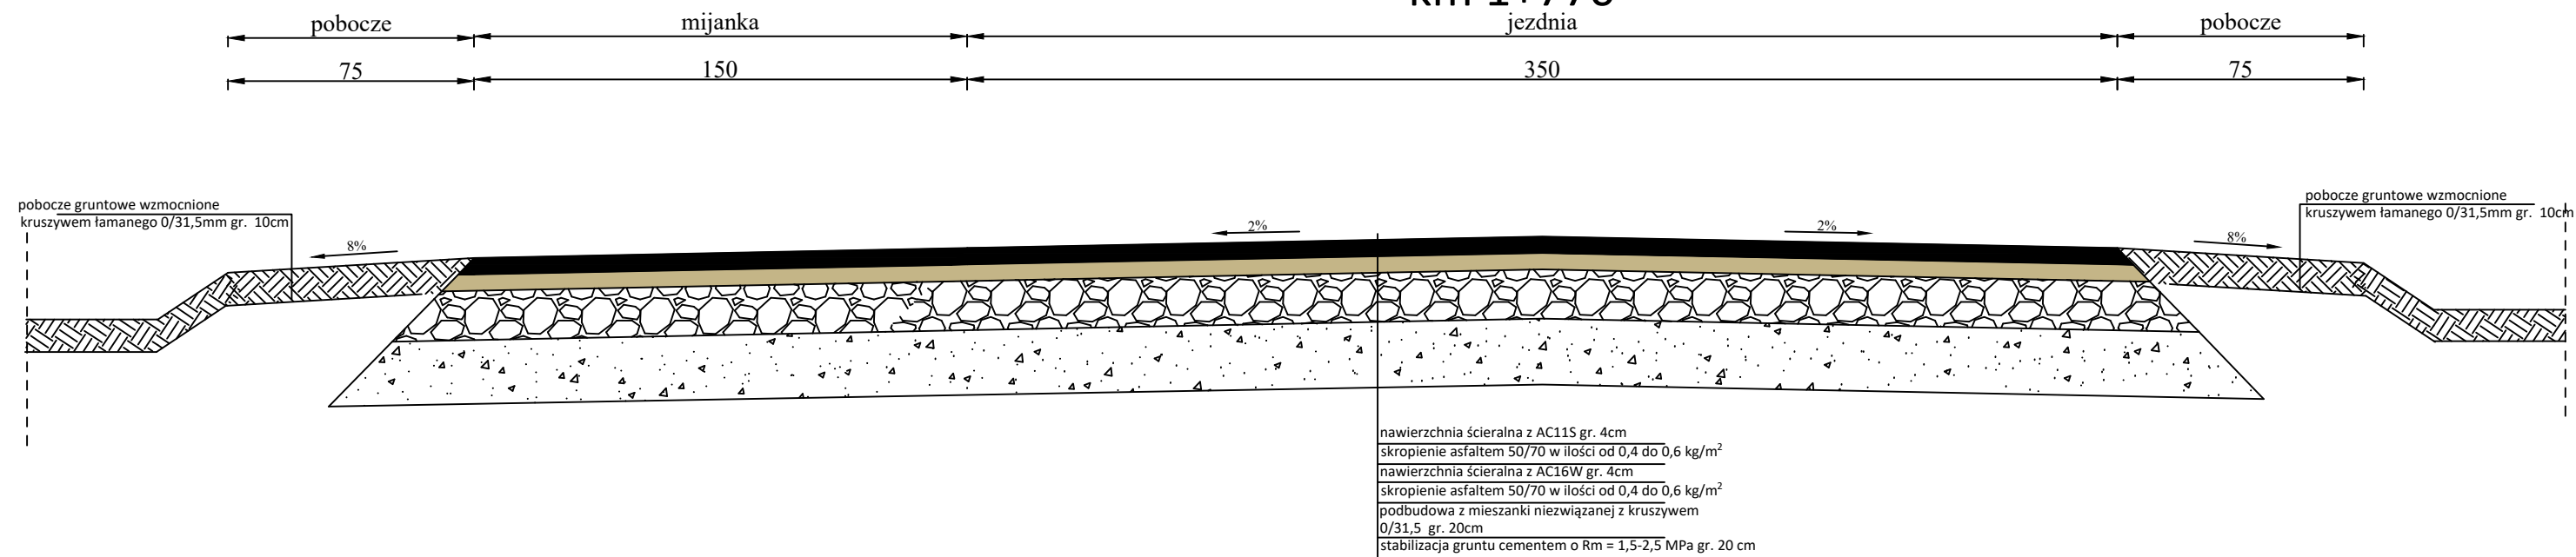 km 1+770
pobocze mijanka jezdnia pobocze
75 150 350 75
pobocze gruntowe wzmocnione
kruszywem łamanego 0/31,5mm gr. 10cm
pobocze gruntowe wzmocnione
kruszywem łamanego 0/31,5mm gr. 10cm
8% 2% 2% 8%
nawierzchnia ścieralna z AC11S gr. 4cm
skropienie asfaltem 50/70 w ilości od 0,4 do 0,6 kg/m²
nawierzchnia ścieralna z AC16W gr. 4cm
skropienie asfaltem 50/70 w ilości od 0,4 do 0,6 kg/m²
podbudowa z mieszanki niezwiązanej z kruszywem
0/31,5 gr. 20cm
stabilizacja gruntu cementem o Rm = 1,5-2,5 MPa gr. 20 cm